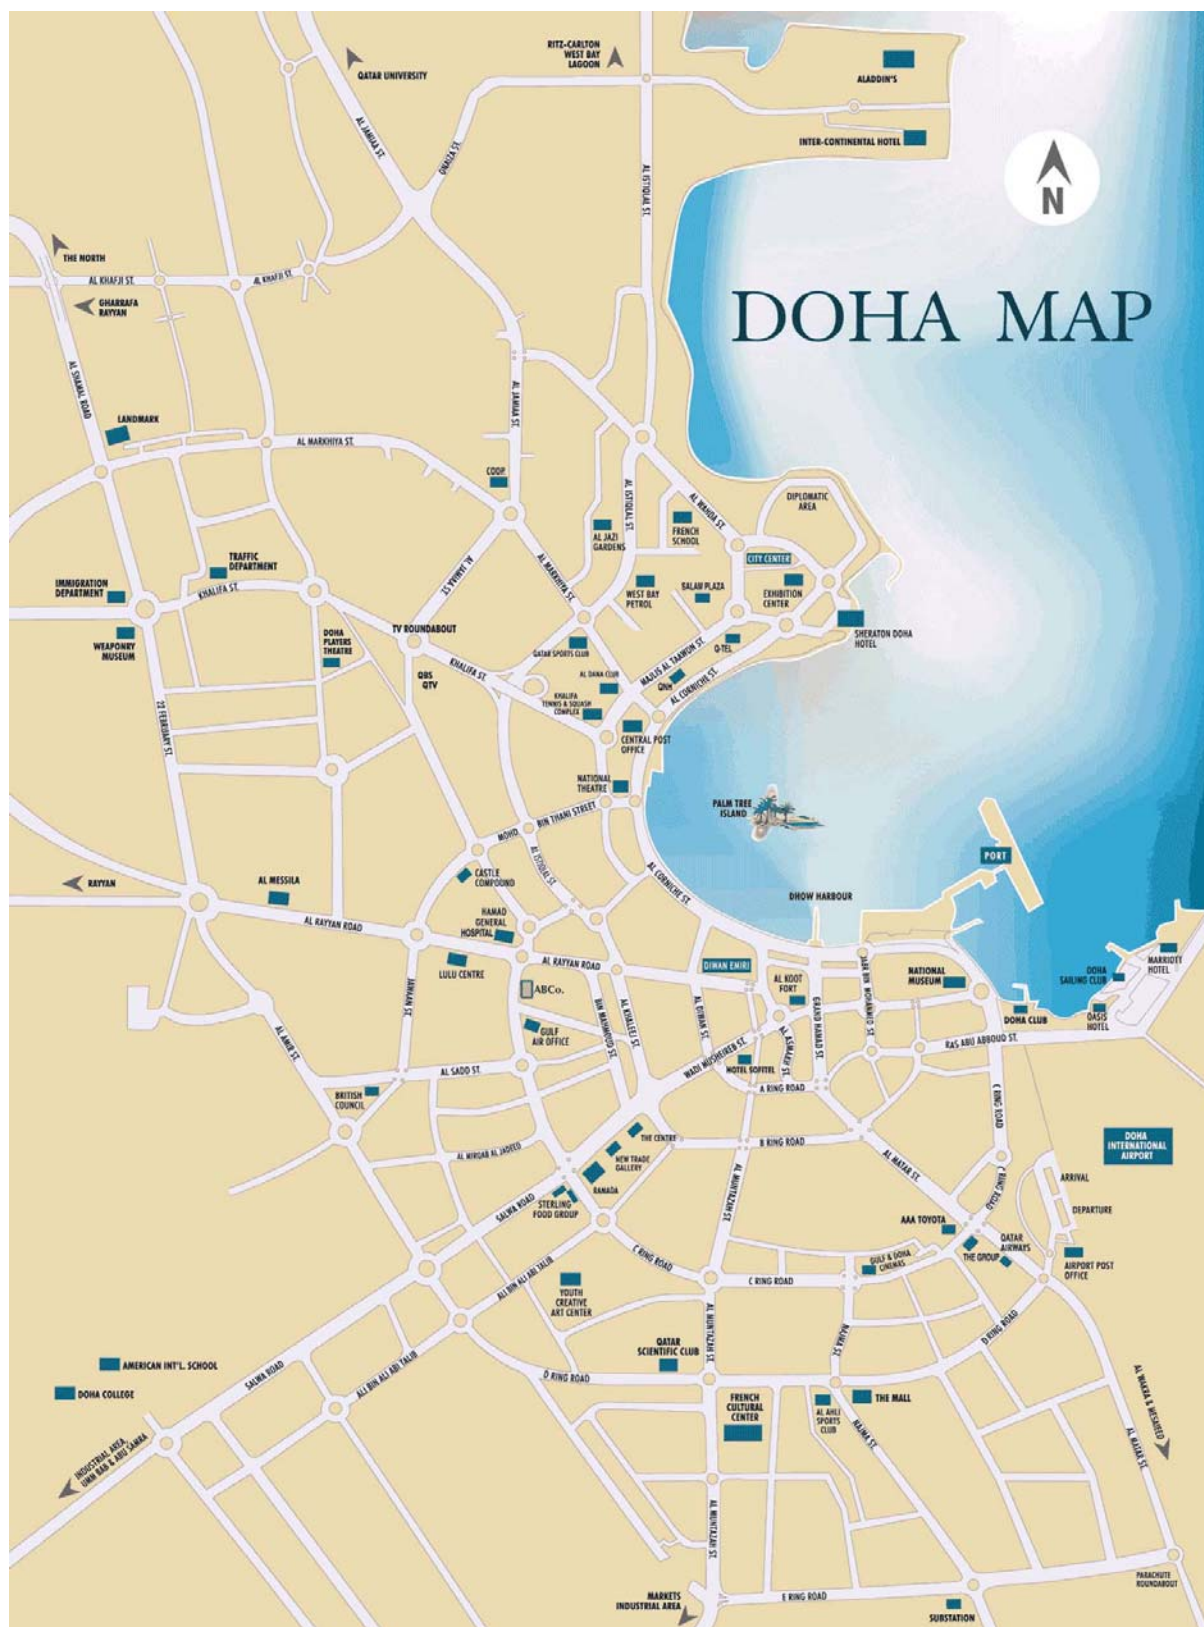 RITZ-CARLTON
WEST BAY
LAGOON
QATAR UNIVERSITY
ALADDIN'S
INTER-CONTINENTAL HOTEL
AL JAMIAA ST.
ONAIZA ST.
AL ISTIQLAL ST.
N
THE NORTH
AL KHAFJI ST.
AL KHAFJI ST.
GHARRAFA
RAYYAN
DOHA MAP
AL SHAMAL ROAD
AL JAMIAA ST.
LANDMARK
AL MARKHIYA ST.
COOP.
AL ISTIQLAL ST.
AL WAHDA ST.
DIPLOMATIC
AREA
AL JAZI
GARDENS
FRENCH
SCHOOL
CITY CENTER
TRAFFIC
DEPARTMENT
IMMIGRATION
DEPARTMENT
KHALIFA ST.
AL JAMIAA ST.
AL MARKHIYA ST.
WEST BAY
PETROL
SALAM PLAZA
EXHIBITION
CENTER
SHERATON DOHA
HOTEL
WEAPONRY
MUSEUM
DOHA
PLAYERS
THEATRE
TV ROUNDABOUT
QATAR SPORTS CLUB
Q-TEL
MAJLIS AL TAAWON ST.
KHALIFA ST.
QBS
QTV
AL DANA CLUB
QNH
AL CORNICHE ST.
KHALIFA
TENNIS & SQUASH
COMPLEX
22 FEBRUARY ST.
CENTRAL POST
OFFICE
NATIONAL
THEATRE
PALM TREE
ISLAND
MOHD
BIN THANI STREET
AL ISTIQLAL ST.
PORT
RAYYAN
AL MESSILA
CASTLE
COMPOUND
AL CORNICHE ST.
DHOW HARBOUR
AL RAYYAN ROAD
HAMAD
GENERAL
HOSPITAL
LULU CENTRE
AL RAYYAN ROAD
DIWAN EMIRI
AL KOOT
FORT
JABR BIN MOHAMMED ST.
NATIONAL
MUSEUM
DOHA
SAILING CLUB
MARRIOTT
HOTEL
JAWAAN ST.
ABCo.
BIN MAHMOUD ST.
AL KHALEEJ ST.
AL DIWAN ST.
GRAND HAMAD ST.
DOHA CLUB
OASIS
HOTEL
GULF
AIR OFFICE
AL ASMAKH ST.
RAS ABU ABBOUD ST.
AL AMIR ST.
AL SADD ST.
WADI MUSHEIREB ST.
HOTEL SOFITEL
A RING ROAD
C RING ROAD
BRITISH
COUNCIL
THE CENTRE
B RING ROAD
DOHA
INTERNATIONAL
AIRPORT
AL MIRQAB AL JADEED
NEW TRADE
GALLERY
AL MATAR ST.
C RING ROAD
ARRIVAL
RAMADA
AL MUNTAZAH ST.
SALWA ROAD
STERLING
FOOD GROUP
AAA TOYOTA
DEPARTURE
QATAR
AIRWAYS
THE GROUP
C RING ROAD
GULF & DOHA
CINEMAS
AIRPORT POST
OFFICE
ALI BIN ALI ABI TALIB
YOUTH
CREATIVE
ART CENTER
C RING ROAD
AL MUNTAZAH ST.
NAJMA ST.
D RING ROAD
QATAR
SCIENTIFIC CLUB
AMERICAN INT'L. SCHOOL
SALWA ROAD
ALI BIN ALI ABI TALIB
D RING ROAD
DOHA COLLEGE
FRENCH
CULTURAL
CENTER
AL AHLI
SPORTS
CLUB
THE MALL
AL WAKRA & MESAIEED
NAJMA ST.
AL MATAR ST.
INDUSTRIAL AREA,
UMM BAB & ABU SAMRA
AL MUNTAZAH ST.
PARACHUTE
ROUNDABOUT
MARKETS
INDUSTRIAL AREA
E RING ROAD
SUBSTATION